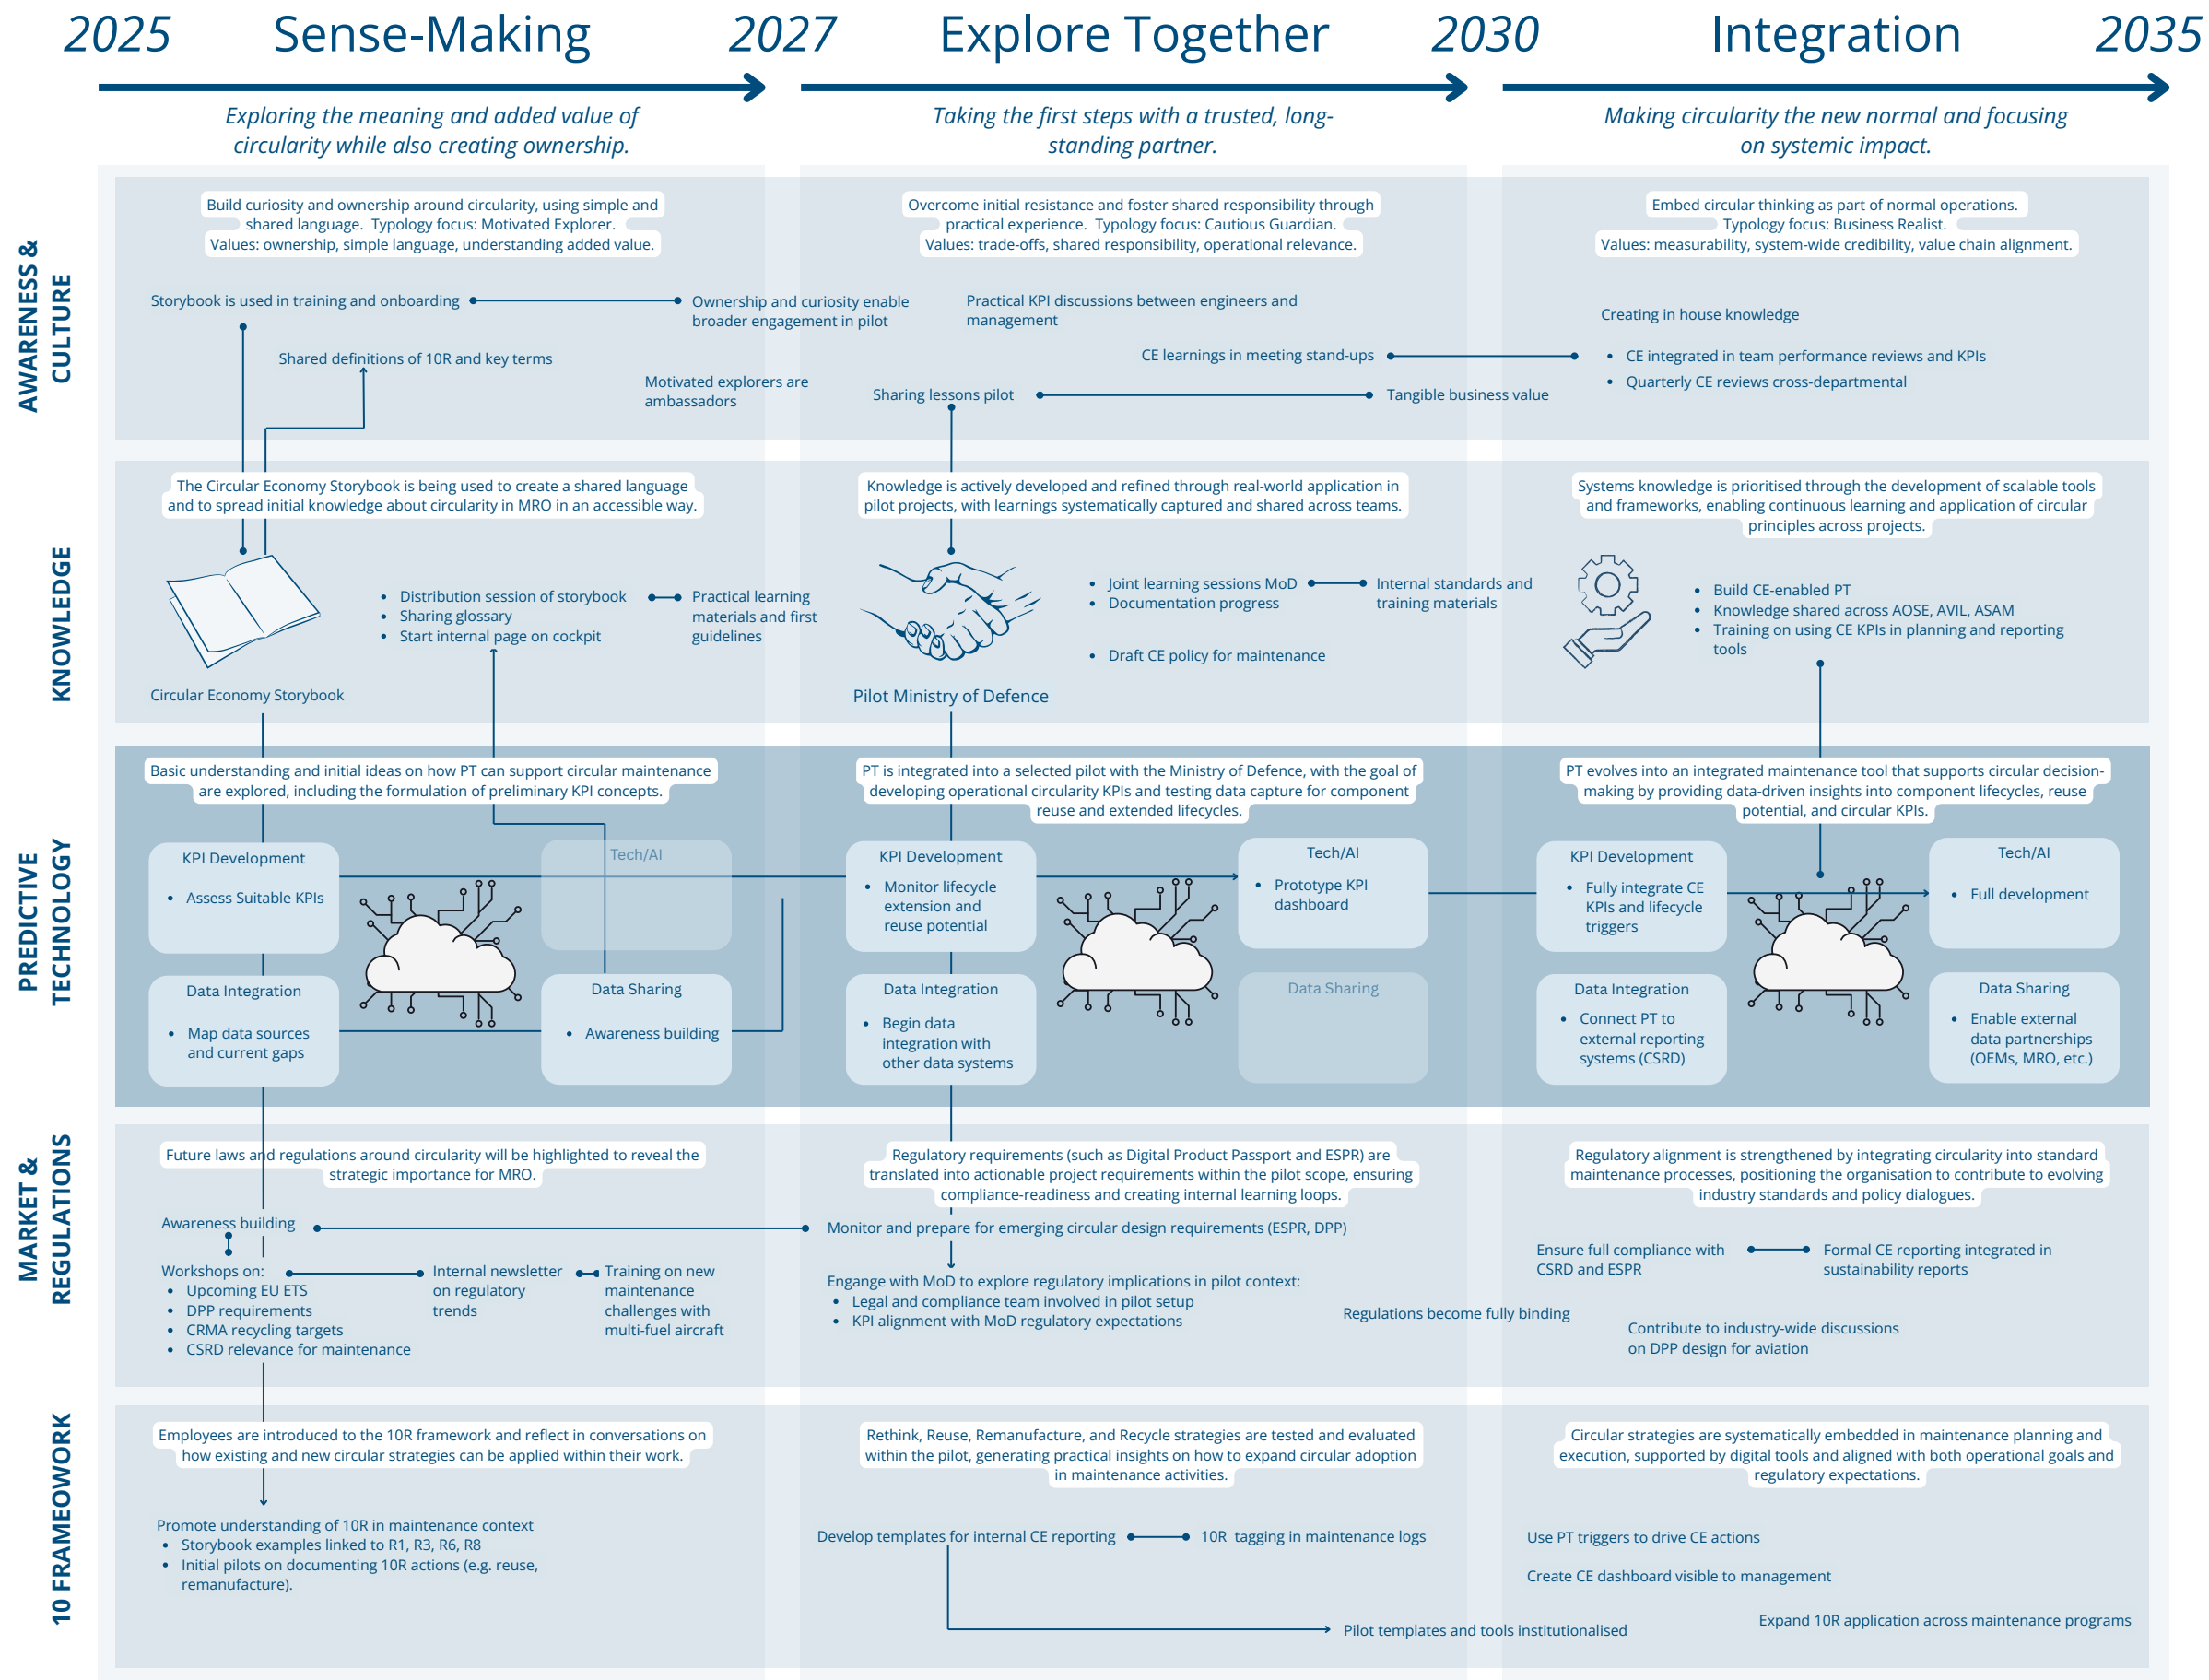 2025
Sense-Making
2027
Explore Together
2030
Integration
2035
Exploring the meaning and added value of
circularity while also creating ownership.
Taking the first steps with a trusted, long-
standing partner.
Making circularity the new normal and focusing
on systemic impact.
AWARENESS &
CULTURE
Build curiosity and ownership around circularity, using simple and
shared language. Typology focus: Motivated Explorer.
Values: ownership, simple language, understanding added value.
Overcome initial resistance and foster shared responsibility through
practical experience. Typology focus: Cautious Guardian.
Values: trade-offs, shared responsibility, operational relevance.
Embed circular thinking as part of normal operations.
Typology focus: Business Realist.
Values: measurability, system-wide credibility, value chain alignment.
Storybook is used in training and onboarding
Ownership and curiosity enable
broader engagement in pilot
Shared definitions of 10R and key terms
Motivated explorers are
ambassadors
Practical KPI discussions between engineers and
management
CE learnings in meeting stand-ups
Sharing lessons pilot
Tangible business value
Creating in house knowledge
• CE integrated in team performance reviews and KPIs
• Quarterly CE reviews cross-departmental
KNOWLEDGE
The Circular Economy Storybook is being used to create a shared language
and to spread initial knowledge about circularity in MRO in an accessible way.
Knowledge is actively developed and refined through real-world application in
pilot projects, with learnings systematically captured and shared across teams.
Systems knowledge is prioritised through the development of scalable tools
and frameworks, enabling continuous learning and application of circular
principles across projects.
• Distribution session of storybook
• Sharing glossary
• Start internal page on cockpit
Practical learning
materials and first
guidelines
Circular Economy Storybook
• Joint learning sessions MoD
• Documentation progress
• Draft CE policy for maintenance
Internal standards and
training materials
Pilot Ministry of Defence
• Build CE-enabled PT
• Knowledge shared across AOSE, AVIL, ASAM
• Training on using CE KPIs in planning and reporting
tools
PREDICTIVE
TECHNOLOGY
Basic understanding and initial ideas on how PT can support circular maintenance
are explored, including the formulation of preliminary KPI concepts.
PT is integrated into a selected pilot with the Ministry of Defence, with the goal of
developing operational circularity KPIs and testing data capture for component
reuse and extended lifecycles.
PT evolves into an integrated maintenance tool that supports circular decision-
making by providing data-driven insights into component lifecycles, reuse
potential, and circular KPIs.
KPI Development
• Assess Suitable KPIs
Tech/AI
Data Integration
• Map data sources
and current gaps
Data Sharing
• Awareness building
KPI Development
• Monitor lifecycle
extension and
reuse potential
Tech/AI
• Prototype KPI
dashboard
Data Integration
• Begin data
integration with
other data systems
Data Sharing
KPI Development
• Fully integrate CE
KPIs and lifecycle
triggers
Tech/AI
• Full development
Data Integration
• Connect PT to
external reporting
systems (CSRD)
Data Sharing
• Enable external
data partnerships
(OEMs, MRO, etc.)
MARKET &
REGULATIONS
Future laws and regulations around circularity will be highlighted to reveal the
strategic importance for MRO.
Regulatory requirements (such as Digital Product Passport and ESPR) are
translated into actionable project requirements within the pilot scope, ensuring
compliance-readiness and creating internal learning loops.
Regulatory alignment is strengthened by integrating circularity into standard
maintenance processes, positioning the organisation to contribute to evolving
industry standards and policy dialogues.
Awareness building
Workshops on:
• Upcoming EU ETS
• DPP requirements
• CRMA recycling targets
• CSRD relevance for maintenance
Internal newsletter
on regulatory
trends
Training on new
maintenance
challenges with
multi-fuel aircraft
Monitor and prepare for emerging circular design requirements (ESPR, DPP)
Engange with MoD to explore regulatory implications in pilot context:
• Legal and compliance team involved in pilot setup
• KPI alignment with MoD regulatory expectations
Regulations become fully binding
Ensure full compliance with
CSRD and ESPR
Formal CE reporting integrated in
sustainability reports
Contribute to industry-wide discussions
on DPP design for aviation
10 FRAMEOWORK
Employees are introduced to the 10R framework and reflect in conversations on
how existing and new circular strategies can be applied within their work.
Rethink, Reuse, Remanufacture, and Recycle strategies are tested and evaluated
within the pilot, generating practical insights on how to expand circular adoption
in maintenance activities.
Circular strategies are systematically embedded in maintenance planning and
execution, supported by digital tools and aligned with both operational goals and
regulatory expectations.
Promote understanding of 10R in maintenance context
• Storybook examples linked to R1, R3, R6, R8
• Initial pilots on documenting 10R actions (e.g. reuse,
remanufacture).
Develop templates for internal CE reporting
10R tagging in maintenance logs
Pilot templates and tools institutionalised
Use PT triggers to drive CE actions
Create CE dashboard visible to management
Expand 10R application across maintenance programs